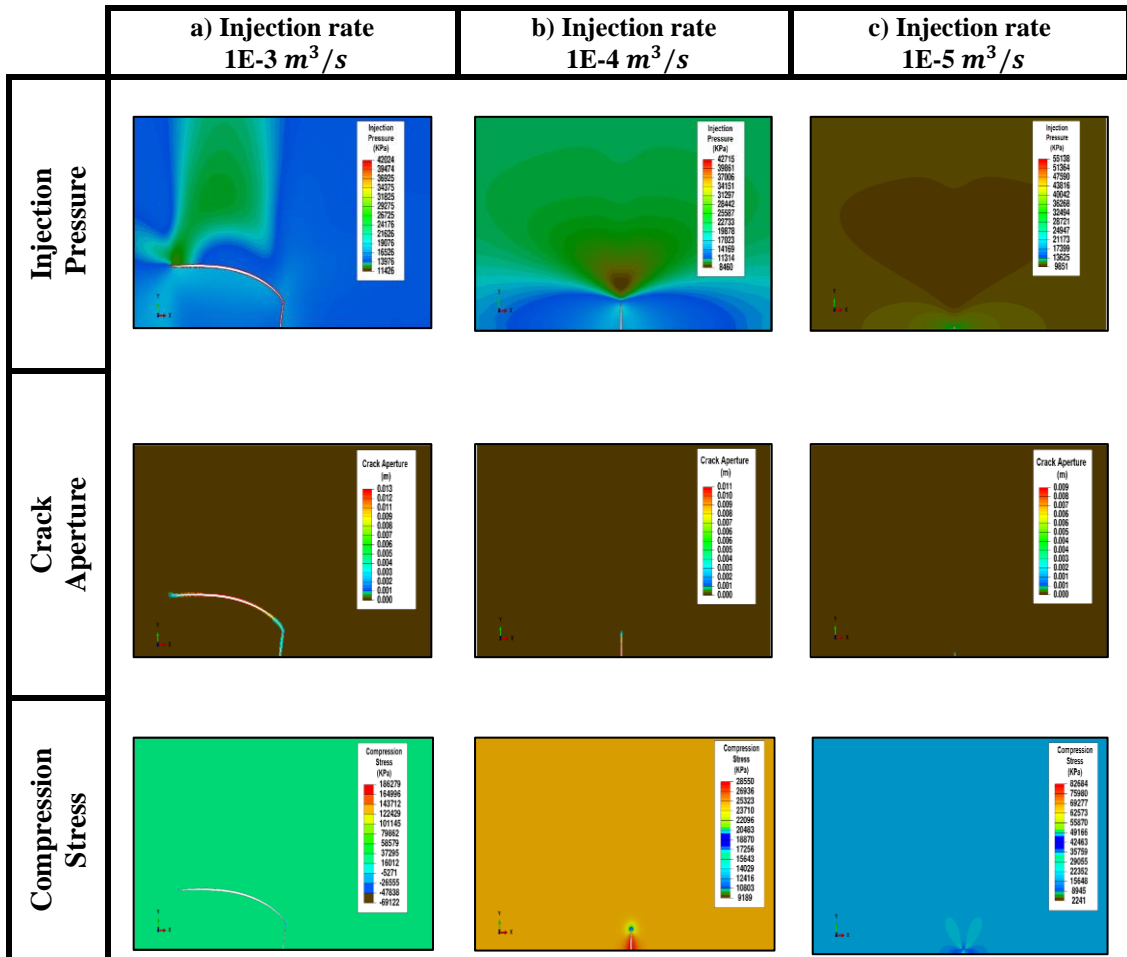 a) Injection rate
1E-3 m³/s
b) Injection rate
1E-4 m³/s
c) Injection rate
1E-5 m³/s
Injection
Pressure
Injection
Pressure
(KPa)
42024
39474
36925
34375
31825
29275
26725
24176
21626
19076
16526
13976
11426
Y
X
Injection
Pressure
(KPa)
42715
39861
37006
34151
31297
28442
25587
22733
19878
17023
14169
11314
8460
Y
X
Injection
Pressure
(KPa)
55138
51364
47590
43816
40042
36268
32494
28721
24947
21173
17399
13625
9851
Y
X
Crack
Aperture
Crack Aperture
(m)
0.013
0.012
0.011
0.009
0.008
0.007
0.006
0.005
0.004
0.003
0.002
0.001
0.000
Y
X
Crack Aperture
(m)
0.011
0.010
0.009
0.008
0.007
0.006
0.006
0.005
0.004
0.003
0.002
0.001
0.000
Y
X
Crack Aperture
(m)
0.009
0.008
0.007
0.006
0.006
0.005
0.004
0.004
0.003
0.002
0.001
0.001
0.000
Y
X
Compression
Stress
Compression
Stress
(KPa)
186279
164996
143712
122429
101145
79862
58579
37295
16012
-5271
-26555
-47838
-69122
Y
X
Compression
Stress
(KPa)
28550
26936
25323
23710
22096
20483
18870
17256
15643
14029
12416
10803
9189
Y
X
Compression
Stress
(KPa)
82684
75980
69277
62573
55870
49166
42463
35759
29055
22352
15648
8945
2241
Y
X